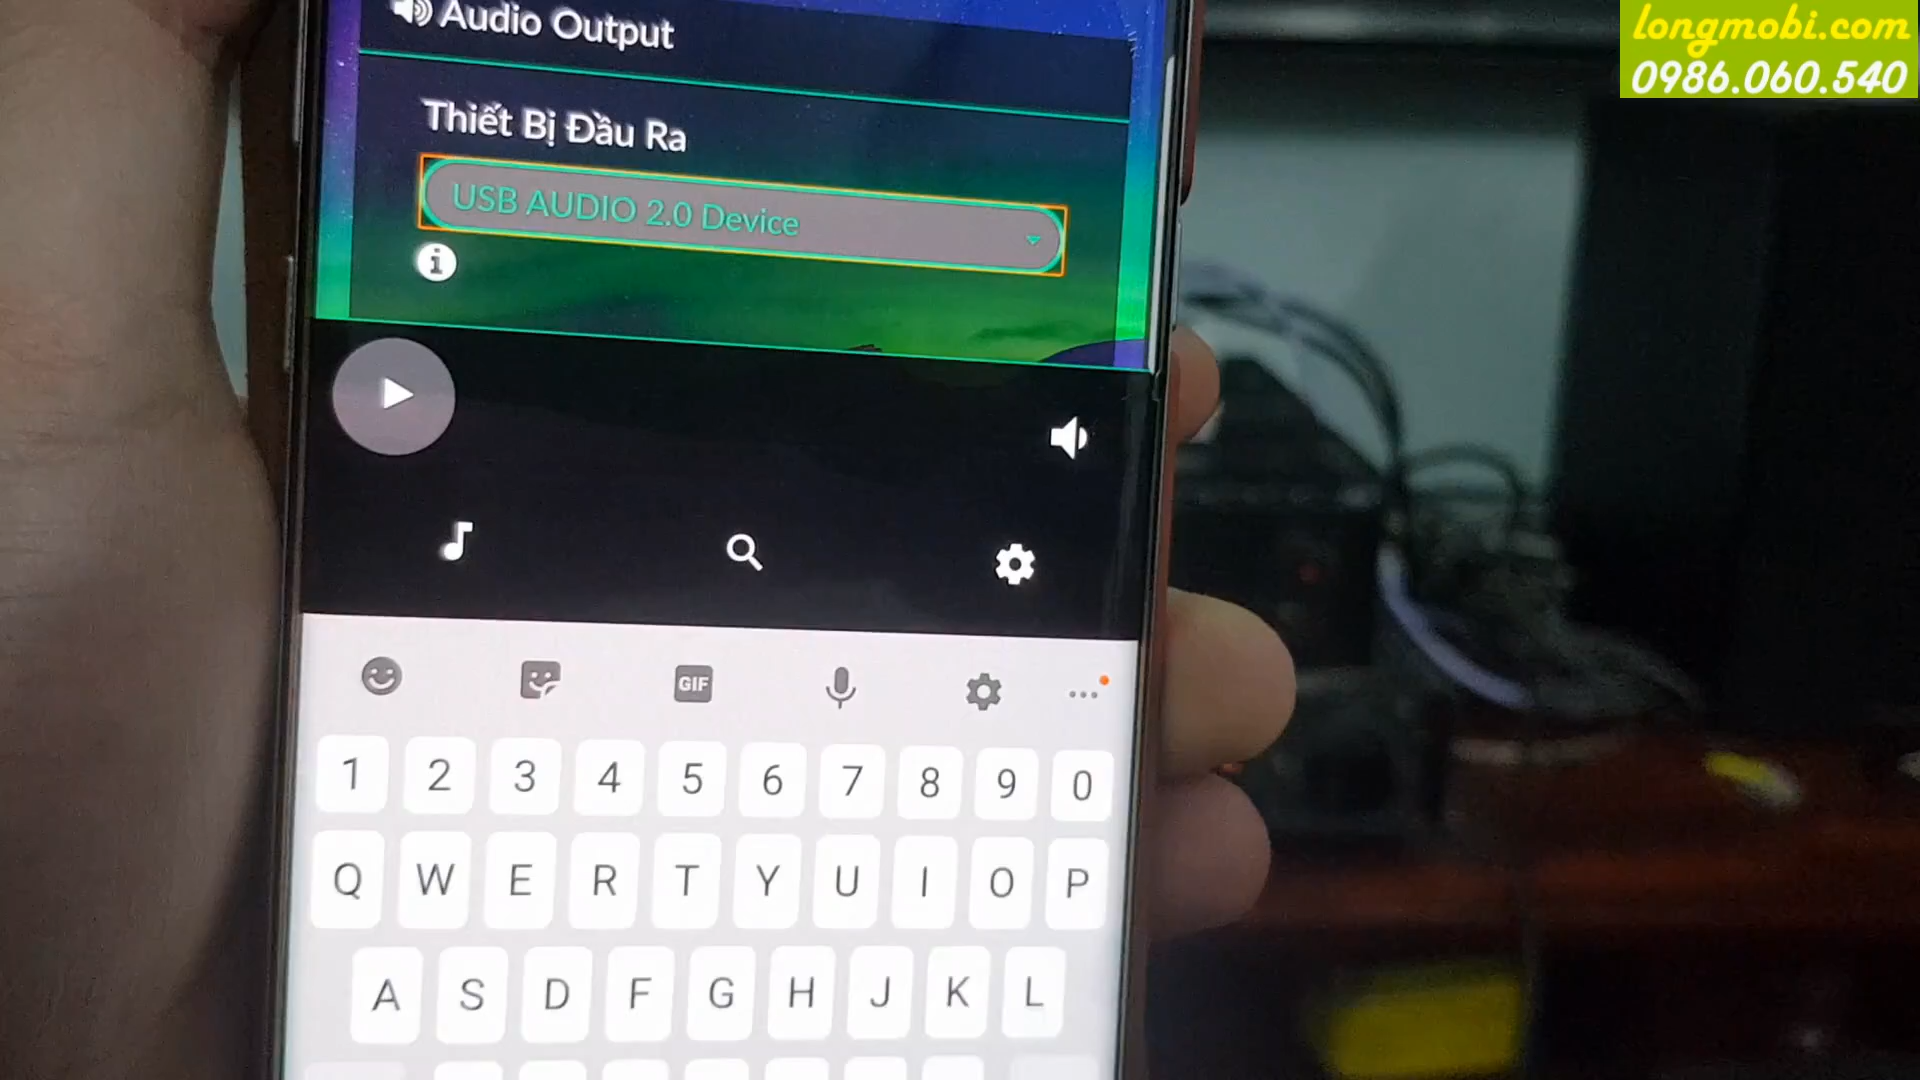 longmobi.com
0986.060.540
Audio Output
Thiết Bị Đầu Ra
USB AUDIO 2.0 Device
i
GIF
1 2 3 4 5 6 7 8 9 0
Q W E R T Y U I O P
A S D F G H J K L